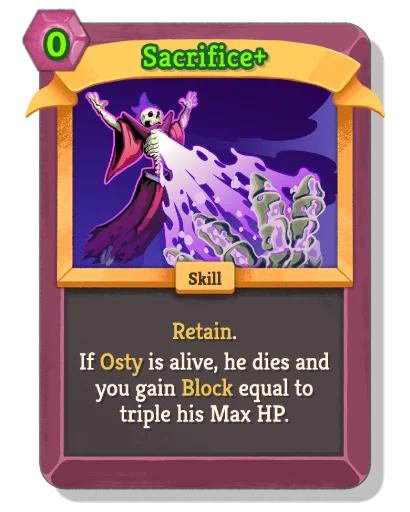 0
Sacrifice+
Skill
Retain.
If Osty is alive, he dies and
you gain Block equal to
triple his Max HP.